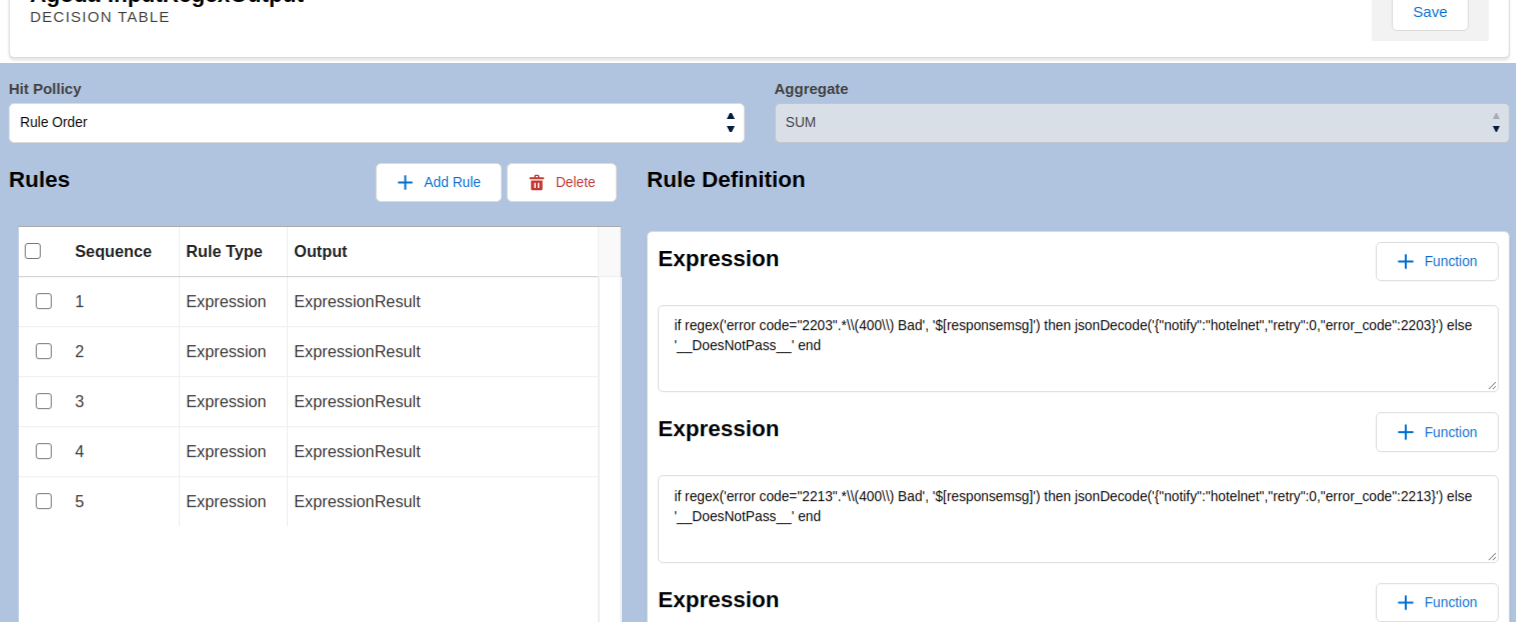 DECISION TABLE
Save
Hit Policy
Aggregate
Rule Order
SUM
Rules
Add Rule
Delete
Rule Definition
Sequence Rule Type Output
1 Expression ExpressionResult
2 Expression ExpressionResult
3 Expression ExpressionResult
4 Expression ExpressionResult
5 Expression ExpressionResult
Expression
Function
if regex('error code="2203".*\\(400\\) Bad', '$[responsemsg]') then jsonDecode('{"notify":"hotelnet","retry":0,"error_code":2203}') else
'__DoesNotPass__' end
Expression
Function
if regex('error code="2213".*\\(400\\) Bad', '$[responsemsg]') then jsonDecode('{"notify":"hotelnet","retry":0,"error_code":2213}') else
'__DoesNotPass__' end
Expression
Function